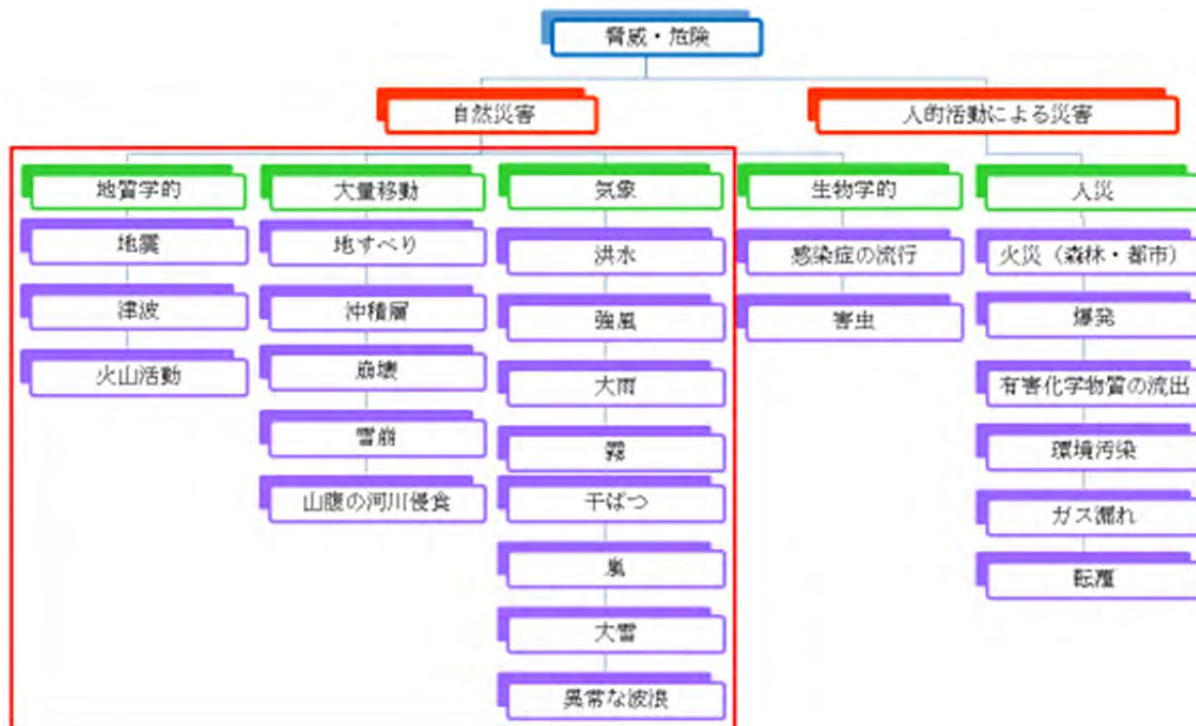 脅威・危険
自然災害
人的活動による災害
地質学的
大量移動
気象
生物学的
人災
地震
津波
火山活動
地すべり
沖積層
崩壊
雪崩
山腹の河川侵食
洪水
強風
大雨
霧
干ばつ
嵐
大雪
異常な波浪
感染症の流行
害虫
火災（森林・都市）
爆発
有害化学物質の流出
環境汚染
ガス漏れ